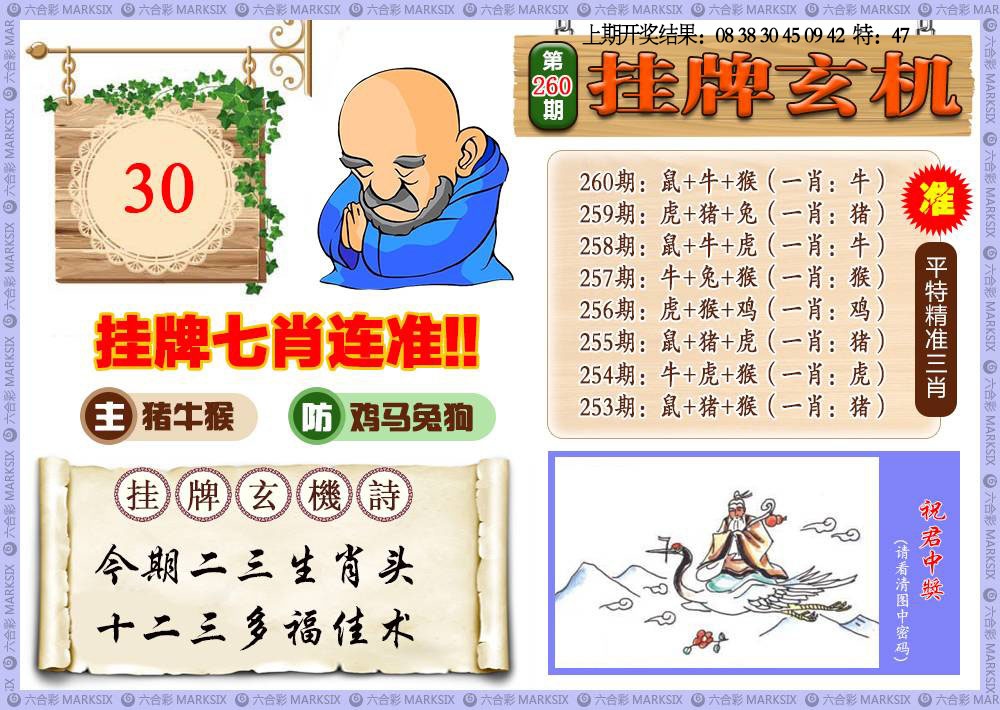 六合彩 MARKSIX
上期开奖结果：08 38 30 45 09 42 特：47
第260期
挂牌玄机
30
挂牌七肖连准!!
主 猪牛猴
防 鸡马兔狗
挂牌玄機詩
今期二三生肖头
十二三多福佳术
260期：鼠+牛+猴（一肖：牛）
259期：虎+猪+兔（一肖：猪）
258期：鼠+牛+虎（一肖：牛）
257期：牛+兔+猴（一肖：猴）
256期：虎+猴+鸡（一肖：鸡）
255期：鼠+猪+虎（一肖：猪）
254期：牛+虎+猴（一肖：虎）
253期：鼠+猪+猴（一肖：猪）
准
平特精准三肖
祝君中獎
（请看清图中密码）